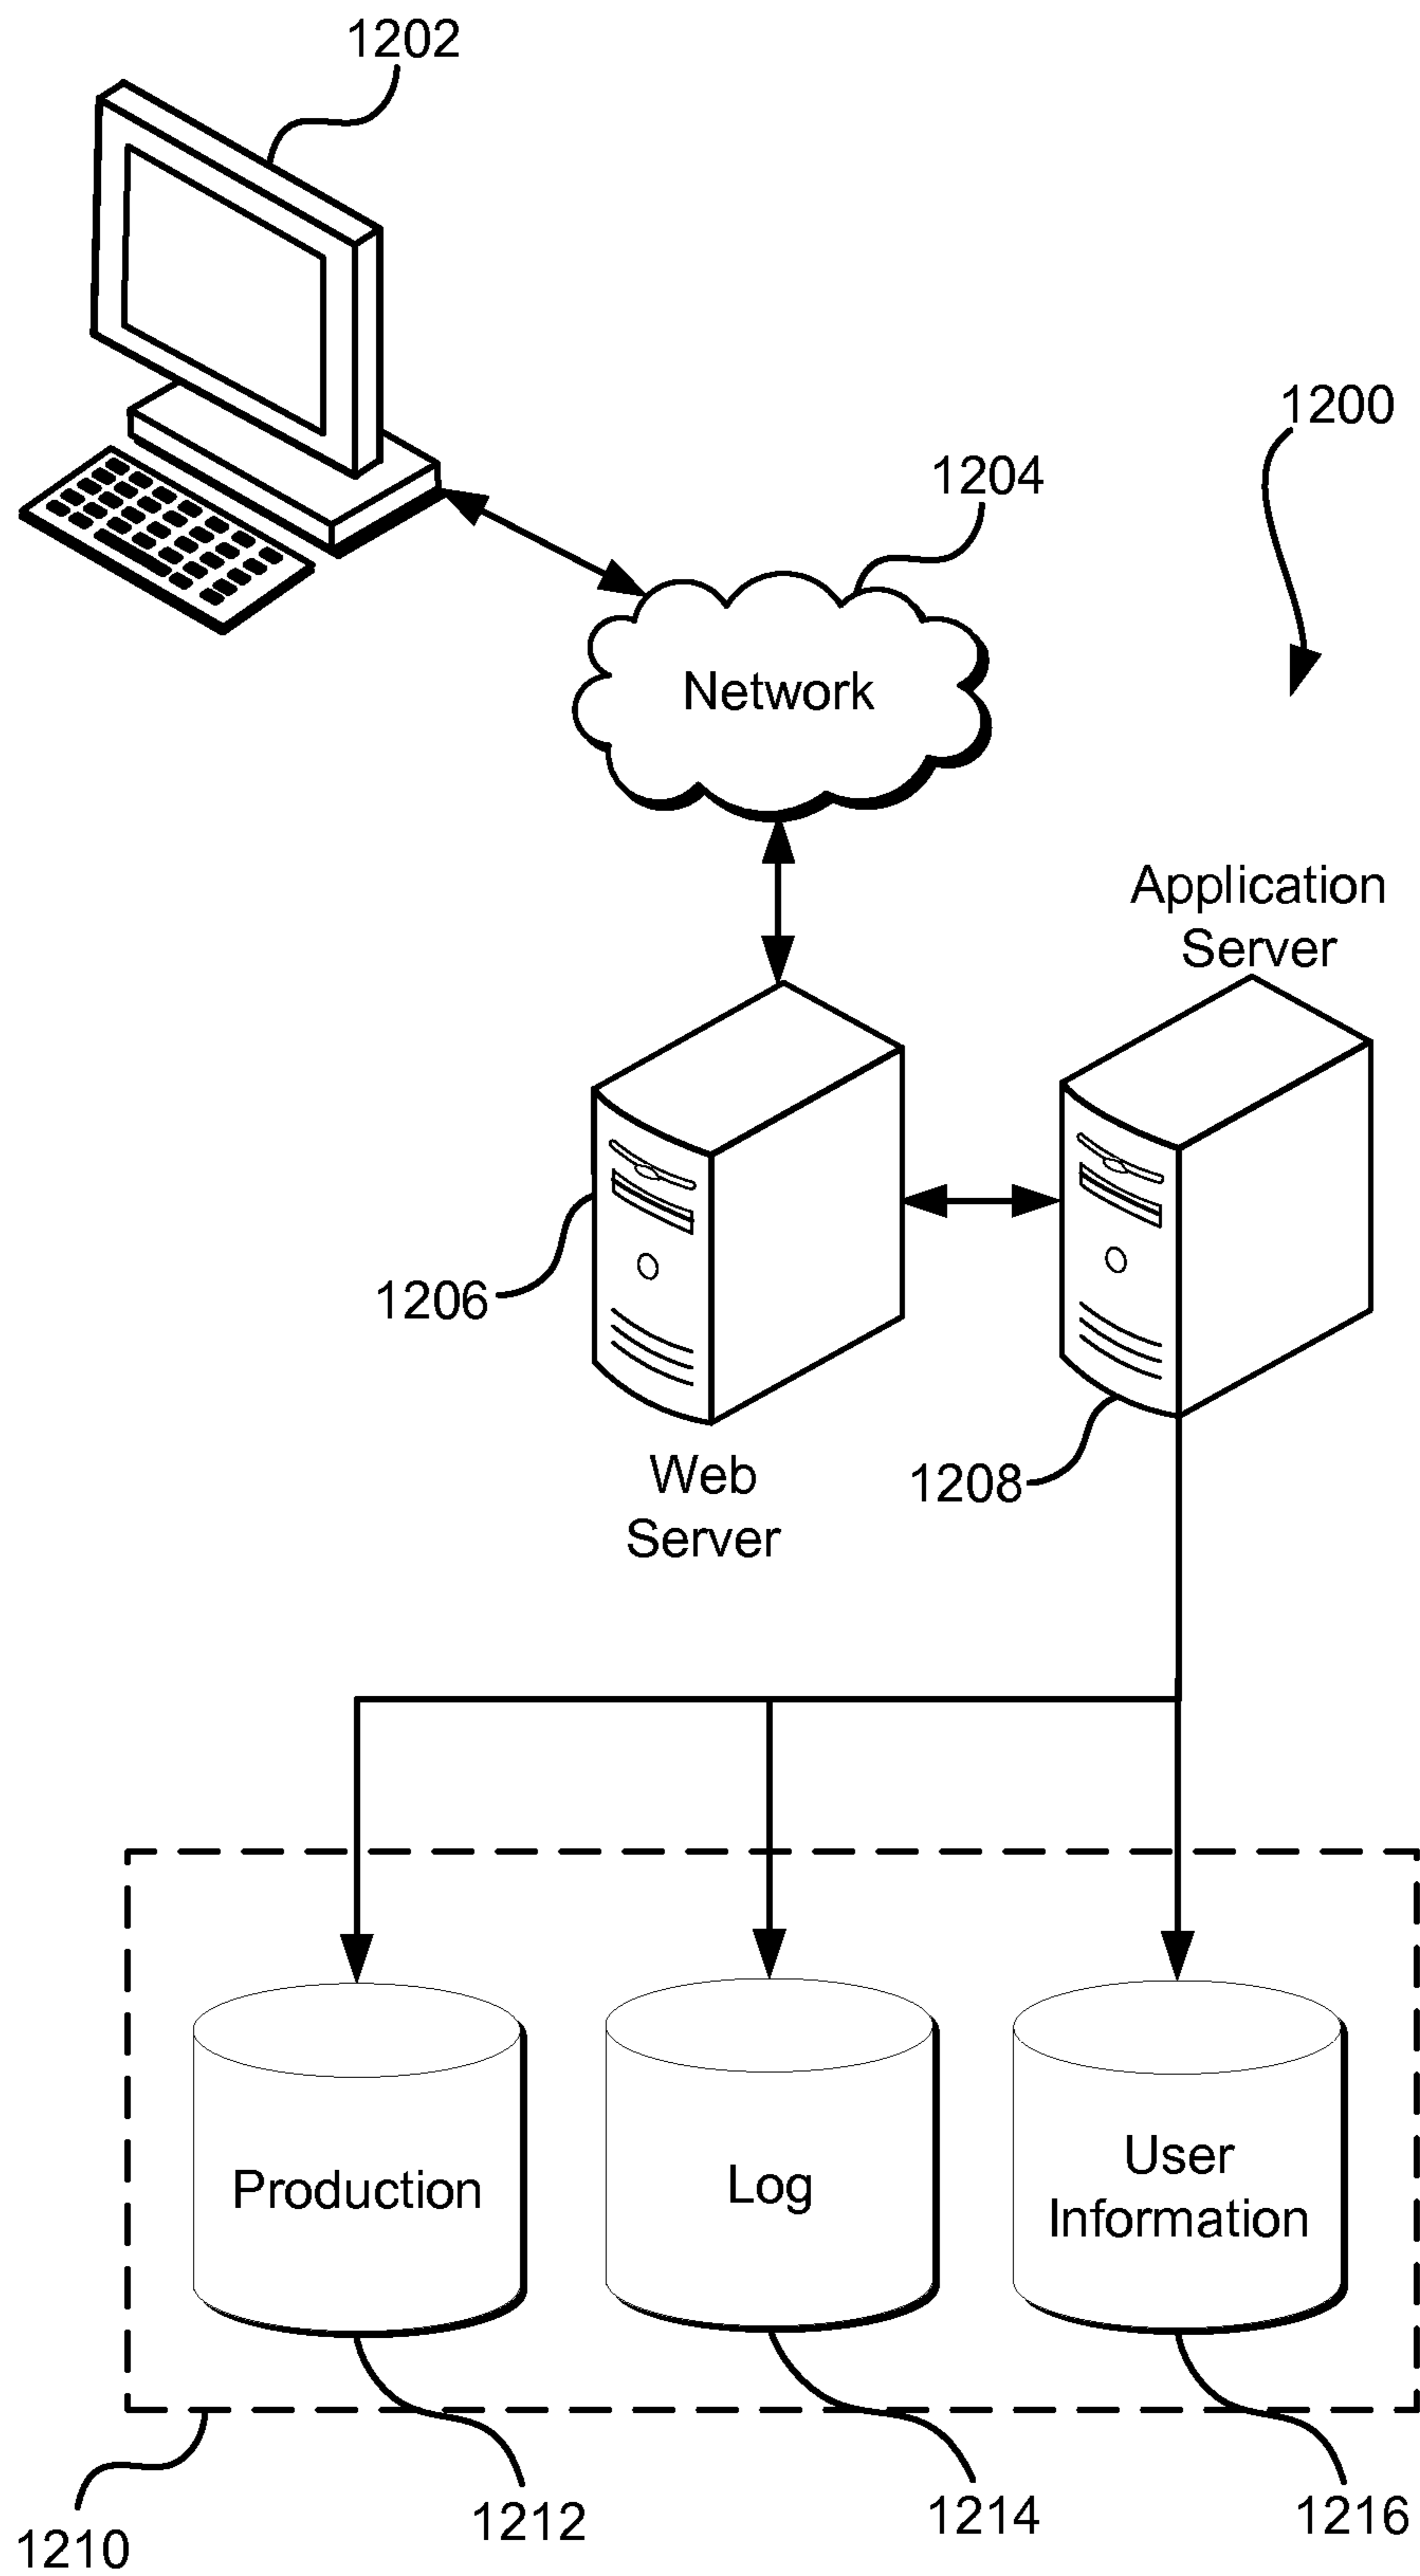 1202
1200
1204
Network
Application
Server
1206
1208
Web
Server
Production
Log
User
Information
1210
1212
1214
1216